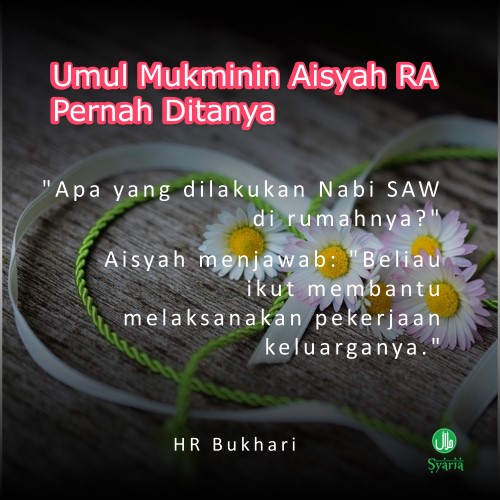 Umul Mukminin Aisyah RA
Pernah Ditanya
"Apa yang dilakukan Nabi SAW
di rumahnya?"
Aisyah menjawab: "Beliau
ikut membantu
melaksanakan pekerjaan
keluarganya."
HR Bukhari
حلال
Syaria